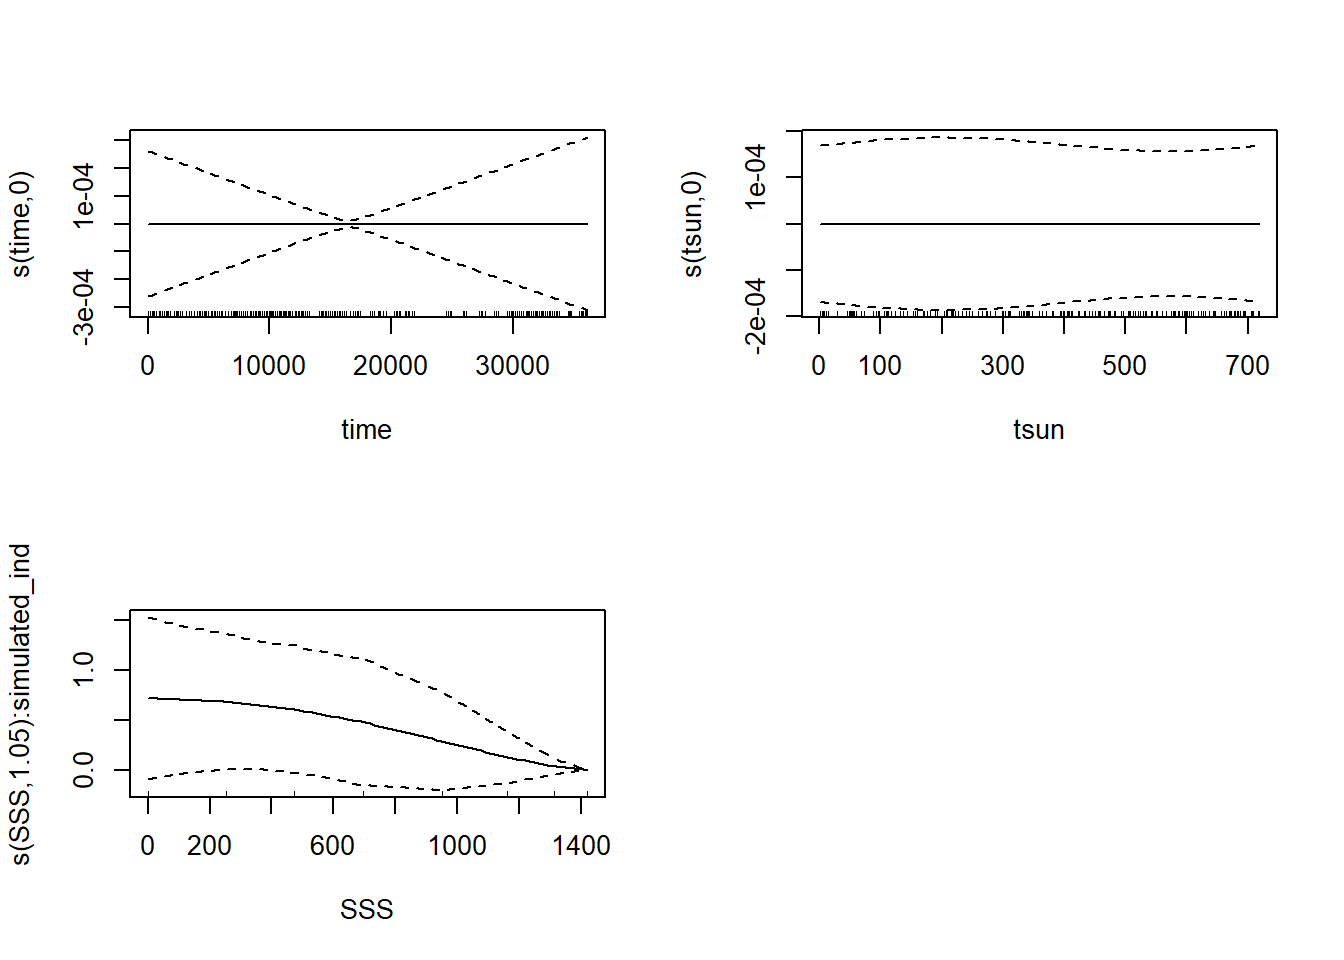 s(time,0)
-3e-04 1e-04
0 10000 20000 30000
time
s(tsun,0)
-2e-04 1e-04
0 100 300 500 700
tsun
s(SSS,1.05):simulated_ind
0.0 1.0
0 200 600 1000 1400
SSS